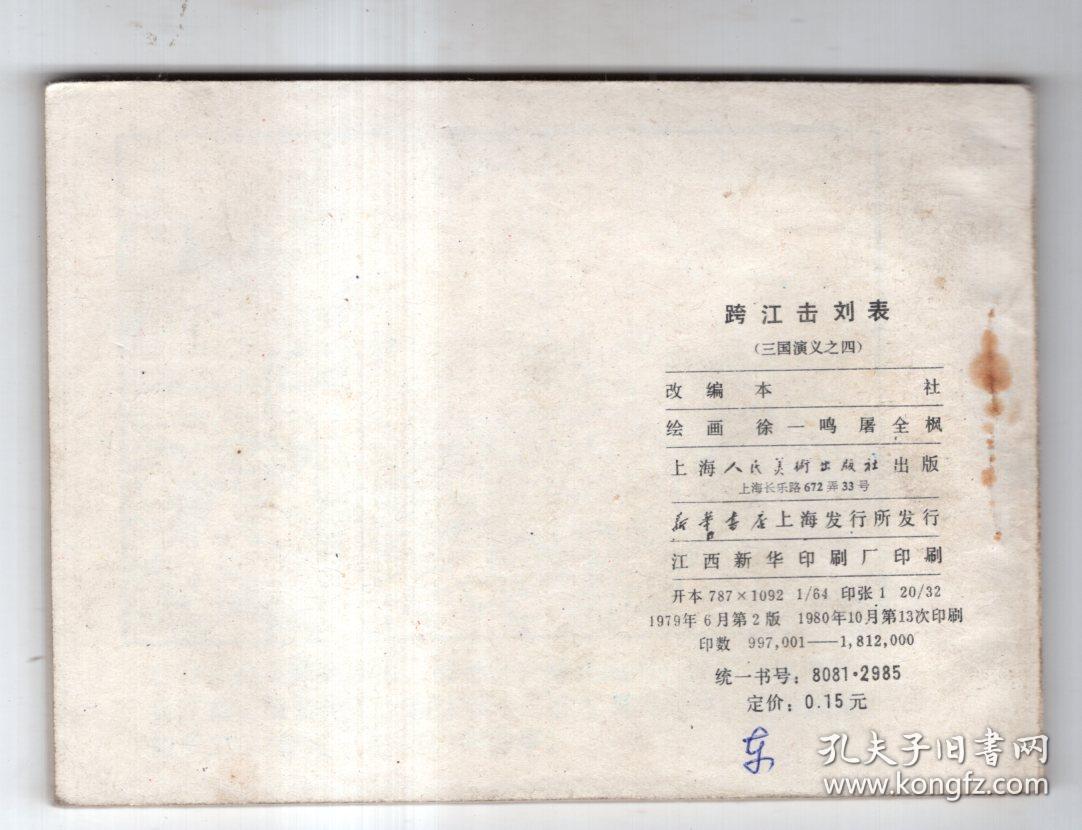 跨江击刘表
(三国演义之四)
改编 本社
绘画 徐一鸣 屠全枫
上海人民美術出版社出版
上海长乐路672弄33号
新華書店上海发行所发行
江西新华印刷厂印刷
开本 787×1092 1/64 印张 1 20/32
1979年6月第2版 1980年10月第13次印刷
印数 997,001——1,812,000
统一书号：8081·2985
定价：0.15元
东
孔夫子旧书网
www.kongfz.com